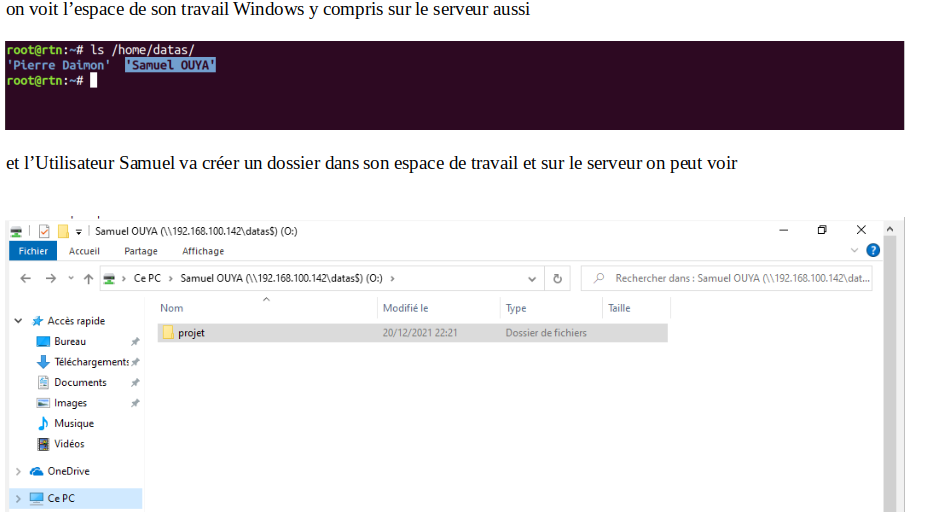 on voit l’espace de son travail Windows y compris sur le serveur aussi
root@rtn:~# ls /home/datas/
'Pierre Daimon'  'Samuel OUYA'
root@rtn:~#
et l’Utilisateur Samuel va créer un dossier dans son espace de travail et sur le serveur on peut voir
Samuel OUYA (\\192.168.100.142\datas$) (O:)
Fichier Accueil Partage Affichage
Ce PC > Samuel OUYA (\\192.168.100.142\datas$) (O:) > Rechercher dans : Samuel OUYA (\\192.168.100.142\dat...
Nom Modifié le Type Taille
Accès rapide
projet 20/12/2021 22:21 Dossier de fichiers
Bureau
Téléchargements
Documents
Images
Musique
Vidéos
OneDrive
Ce PC